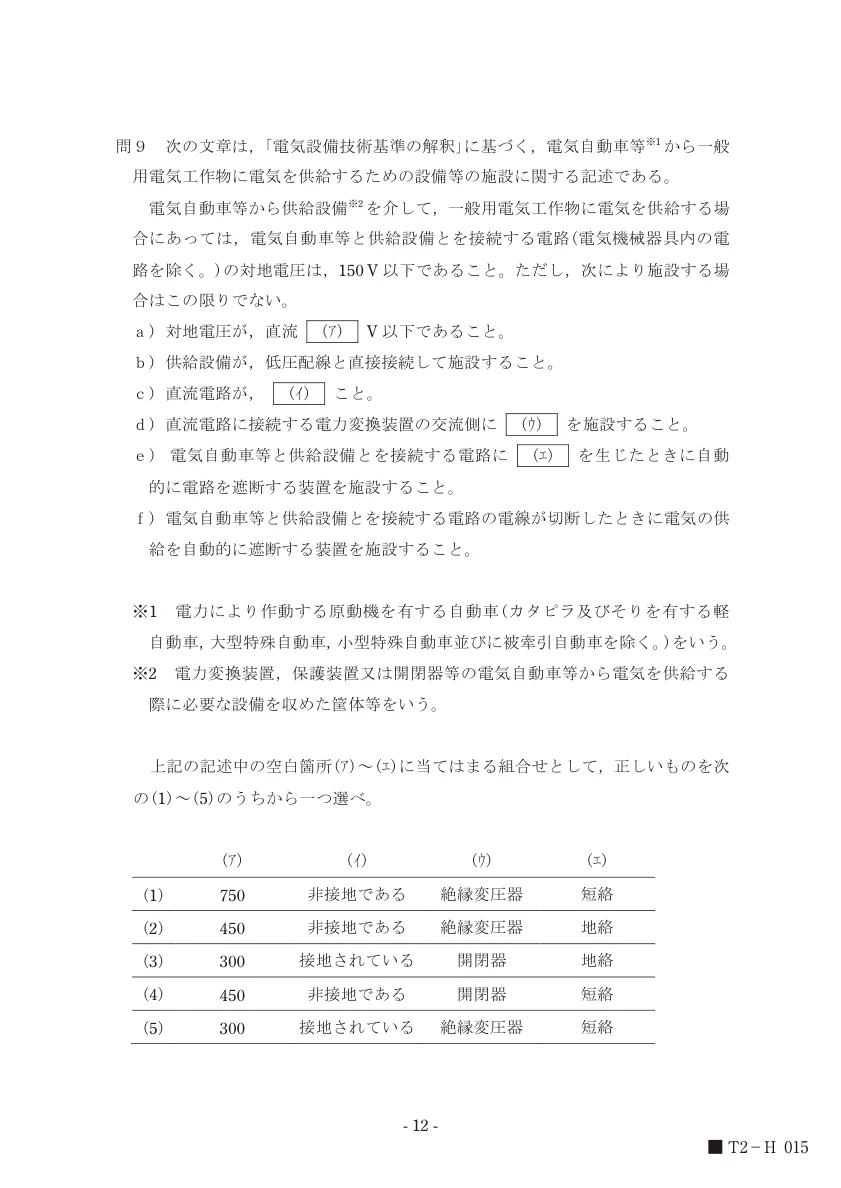 問９　次の文章は，「電気設備技術基準の解釈」に基づく，電気自動車等※1から一般
用電気工作物に電気を供給するための設備等の施設に関する記述である。
電気自動車等から供給設備※2を介して，一般用電気工作物に電気を供給する場
合にあっては，電気自動車等と供給設備とを接続する電路(電気機械器具内の電
路を除く。)の対地電圧は，150 V 以下であること。ただし，次により施設する場
合はこの限りでない。
ａ）対地電圧が，直流 (ｱ) V 以下であること。
ｂ）供給設備が，低圧配線と直接接続して施設すること。
ｃ）直流電路が， (ｲ) こと。
ｄ）直流電路に接続する電力変換装置の交流側に (ｳ) を施設すること。
ｅ） 電気自動車等と供給設備とを接続する電路に (ｴ) を生じたときに自動
的に電路を遮断する装置を施設すること。
ｆ）電気自動車等と供給設備とを接続する電路の電線が切断したときに電気の供
給を自動的に遮断する装置を施設すること。
※1　電力により作動する原動機を有する自動車(カタピラ及びそりを有する軽
自動車，大型特殊自動車，小型特殊自動車並びに被牽引自動車を除く。)をいう。
※2　電力変換装置，保護装置又は開閉器等の電気自動車等から電気を供給する
際に必要な設備を収めた筐体等をいう。
上記の記述中の空白箇所(ｱ)～(ｴ)に当てはまる組合せとして，正しいものを次
の(1)～(5)のうちから一つ選べ。
(ｱ) (ｲ) (ｳ) (ｴ)
(1) 750 非接地である 絶縁変圧器 短絡
(2) 450 非接地である 絶縁変圧器 地絡
(3) 300 接地されている 開閉器 地絡
(4) 450 非接地である 開閉器 短絡
(5) 300 接地されている 絶縁変圧器 短絡
- 12 -
■ T2－H 015